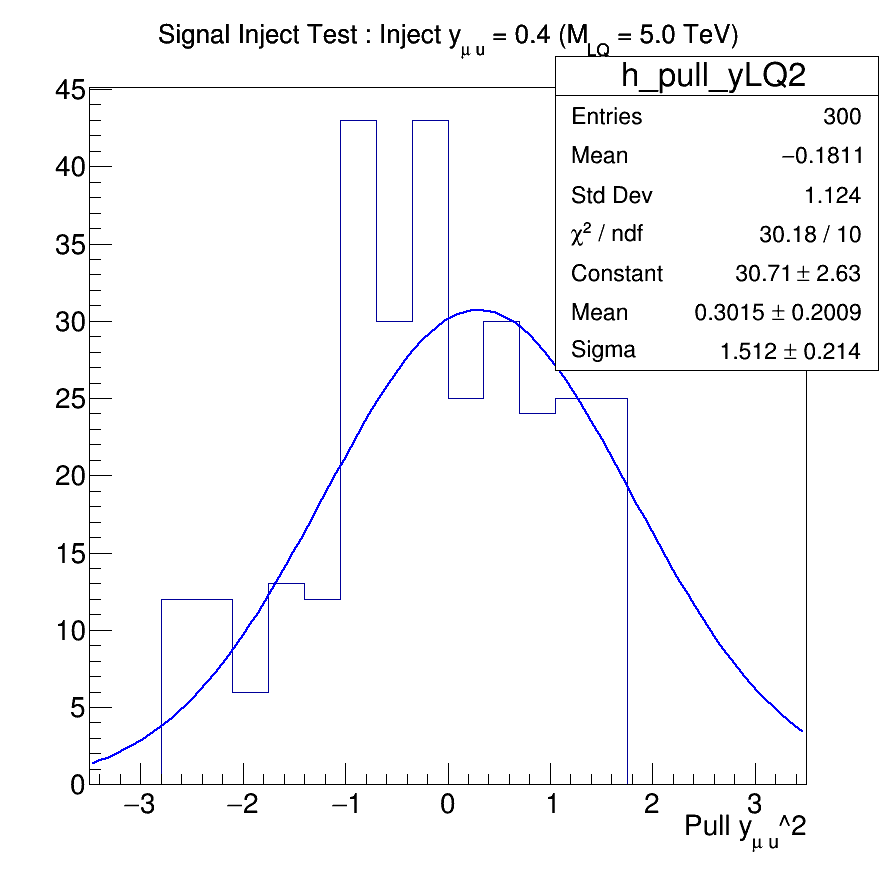 Signal Inject Test : Inject y_μ u = 0.4 (M_LQ = 5.0 TeV)
h_pull_yLQ2
Entries 300
Mean −0.1811
Std Dev 1.124
χ² / ndf 30.18 / 10
Constant 30.71 ± 2.63
Mean 0.3015 ± 0.2009
Sigma 1.512 ± 0.214
45
40
35
30
25
20
15
10
5
0
−3 −2 −1 0 1 2 3
Pull y_μ u^2